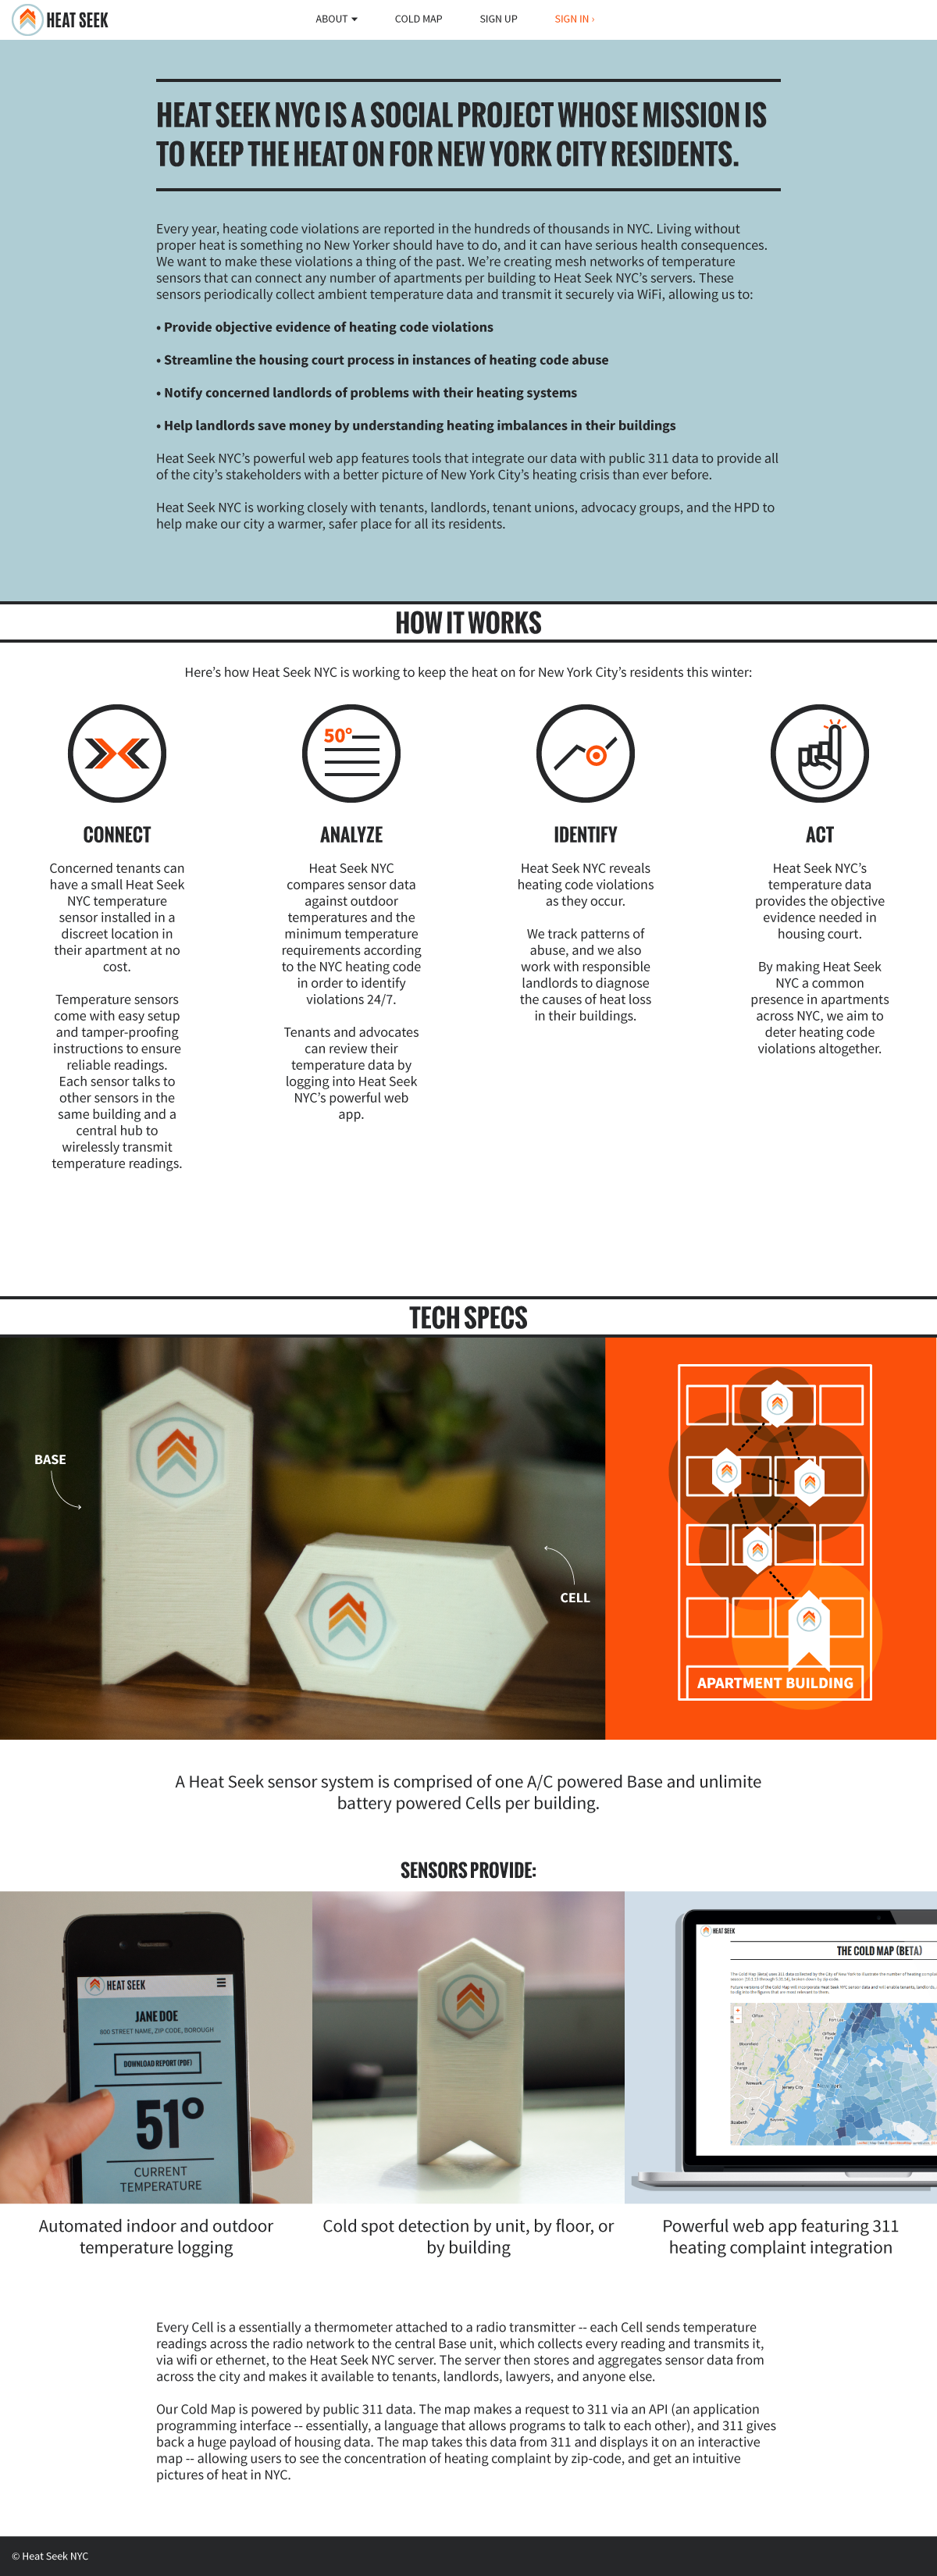 HEAT SEEK
ABOUT
COLD MAP
SIGN UP
SIGN IN ›
HEAT SEEK NYC IS A SOCIAL PROJECT WHOSE MISSION IS
TO KEEP THE HEAT ON FOR NEW YORK CITY RESIDENTS.
Every year, heating code violations are reported in the hundreds of thousands in NYC. Living without
proper heat is something no New Yorker should have to do, and it can have serious health consequences.
We want to make these violations a thing of the past. We're creating mesh networks of temperature
sensors that can connect any number of apartments per building to Heat Seek NYC's servers. These
sensors periodically collect ambient temperature data and transmit it securely via WiFi, allowing us to:
• Provide objective evidence of heating code violations
• Streamline the housing court process in instances of heating code abuse
• Notify concerned landlords of problems with their heating systems
• Help landlords save money by understanding heating imbalances in their buildings
Heat Seek NYC's powerful web app features tools that integrate our data with public 311 data to provide all
of the city's stakeholders with a better picture of New York City's heating crisis than ever before.
Heat Seek NYC is working closely with tenants, landlords, tenant unions, advocacy groups, and the HPD to
help make our city a warmer, safer place for all its residents.
HOW IT WORKS
Here's how Heat Seek NYC is working to keep the heat on for New York City's residents this winter:
CONNECT
Concerned tenants can
have a small Heat Seek
NYC temperature
sensor installed in a
discreet location in
their apartment at no
cost.
Temperature sensors
come with easy setup
and tamper-proofing
instructions to ensure
reliable readings.
Each sensor talks to
other sensors in the
same building and a
central hub to
wirelessly transmit
temperature readings.
50°
ANALYZE
Heat Seek NYC
compares sensor data
against outdoor
temperatures and the
minimum temperature
requirements according
to the NYC heating code
in order to identify
violations 24/7.
Tenants and advocates
can review their
temperature data by
logging into Heat Seek
NYC's powerful web
app.
IDENTIFY
Heat Seek NYC reveals
heating code violations
as they occur.
We track patterns of
abuse, and we also
work with responsible
landlords to diagnose
the causes of heat loss
in their buildings.
ACT
Heat Seek NYC's
temperature data
provides the objective
evidence needed in
housing court.
By making Heat Seek
NYC a common
presence in apartments
across NYC, we aim to
deter heating code
violations altogether.
TECH SPECS
BASE
CELL
APARTMENT BUILDING
A Heat Seek sensor system is comprised of one A/C powered Base and unlimite
battery powered Cells per building.
SENSORS PROVIDE:
HEAT SEEK
JANE DOE
800 STREET NAME, ZIP CODE, BOROUGH
DOWNLOAD REPORT (PDF)
51°
CURRENT
TEMPERATURE
HEAT SEEK
THE COLD MAP (BETA)
Automated indoor and outdoor
temperature logging
Cold spot detection by unit, by floor, or
by building
Powerful web app featuring 311
heating complaint integration
Every Cell is a essentially a thermometer attached to a radio transmitter -- each Cell sends temperature
readings across the radio network to the central Base unit, which collects every reading and transmits it,
via wifi or ethernet, to the Heat Seek NYC server. The server then stores and aggregates sensor data from
across the city and makes it available to tenants, landlords, lawyers, and anyone else.
Our Cold Map is powered by public 311 data. The map makes a request to 311 via an API (an application
programming interface -- essentially, a language that allows programs to talk to each other), and 311 gives
back a huge payload of housing data. The map takes this data from 311 and displays it on an interactive
map -- allowing users to see the concentration of heating complaint by zip-code, and get an intuitive
pictures of heat in NYC.
© Heat Seek NYC